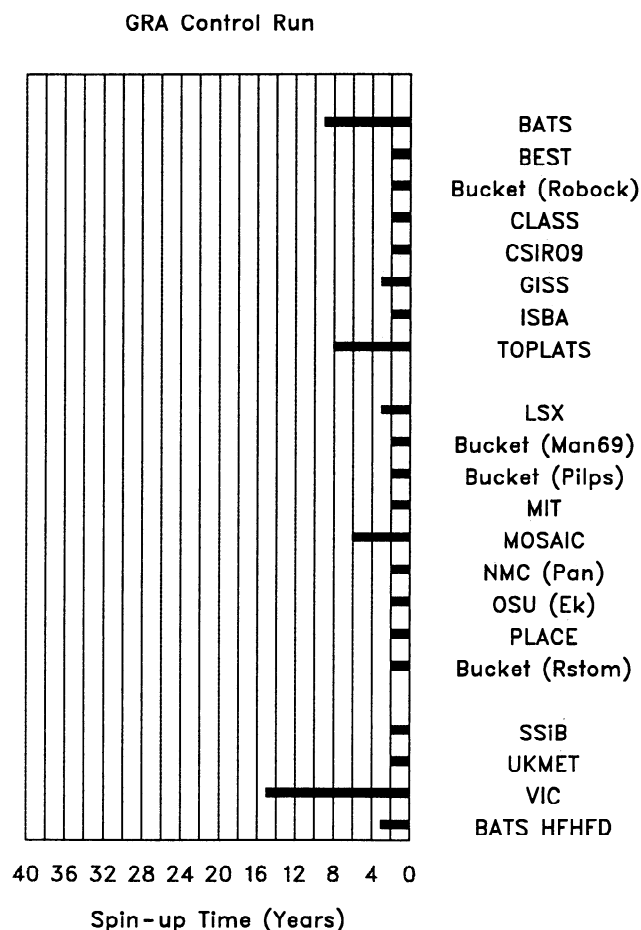 GRA Control Run
BATS
BEST
Bucket (Robock)
CLASS
CSIRO9
GISS
ISBA
TOPLATS
LSX
Bucket (Man69)
Bucket (Pilps)
MIT
MOSAIC
NMC (Pan)
OSU (Ek)
PLACE
Bucket (Rstom)
SSiB
UKMET
VIC
BATS HFHFD
40 36 32 28 24 20 16 12 8 4 0
Spin-up Time (Years)